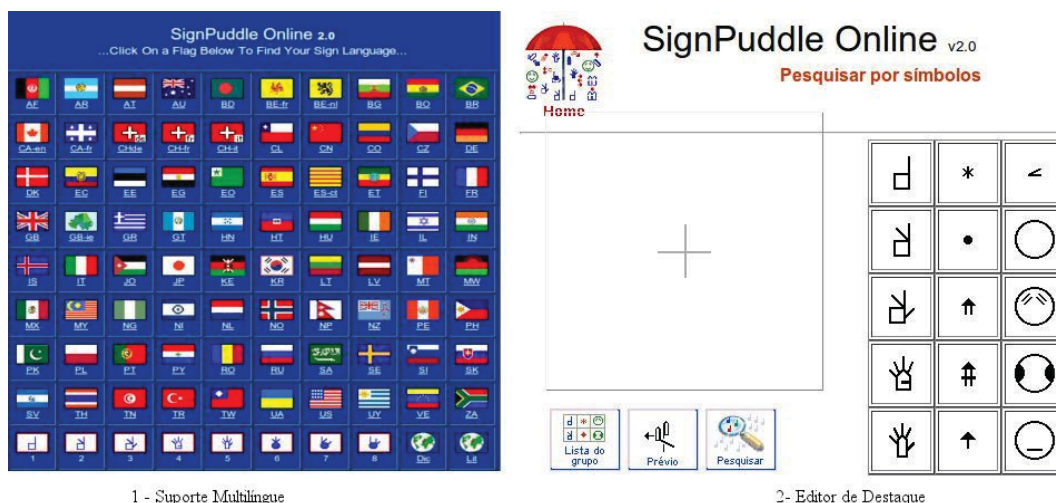 SignPuddle Online 2.0
...Click On a Flag Below To Find Your Sign Language...
AF AR AT AU BD BE-fr BE-nl BG BO BR
CA-en CA-fr CHde CH-fr CH-it CL CN CO CZ DE
DK EC EE EG EO ES ES-ct ET FI FR
GB GB-ie GR GT HN HT HU IE IL IN
IS IT JO JP KE KR LT LV MT MW
MX MY NG NI NL NO NP NZ PE PH
PK PL PT PY RO RU SA SE SI SK
SV TH TN TR TW UA US UY VE ZA
1 2 3 4 5 6 7 8 Dic Lit
1 - Suporte Multilíngue
SignPuddle Online v2.0
Pesquisar por símbolos
Home
Lista do
grupo
Prévio
Pesquisar
2- Editor de Destaque